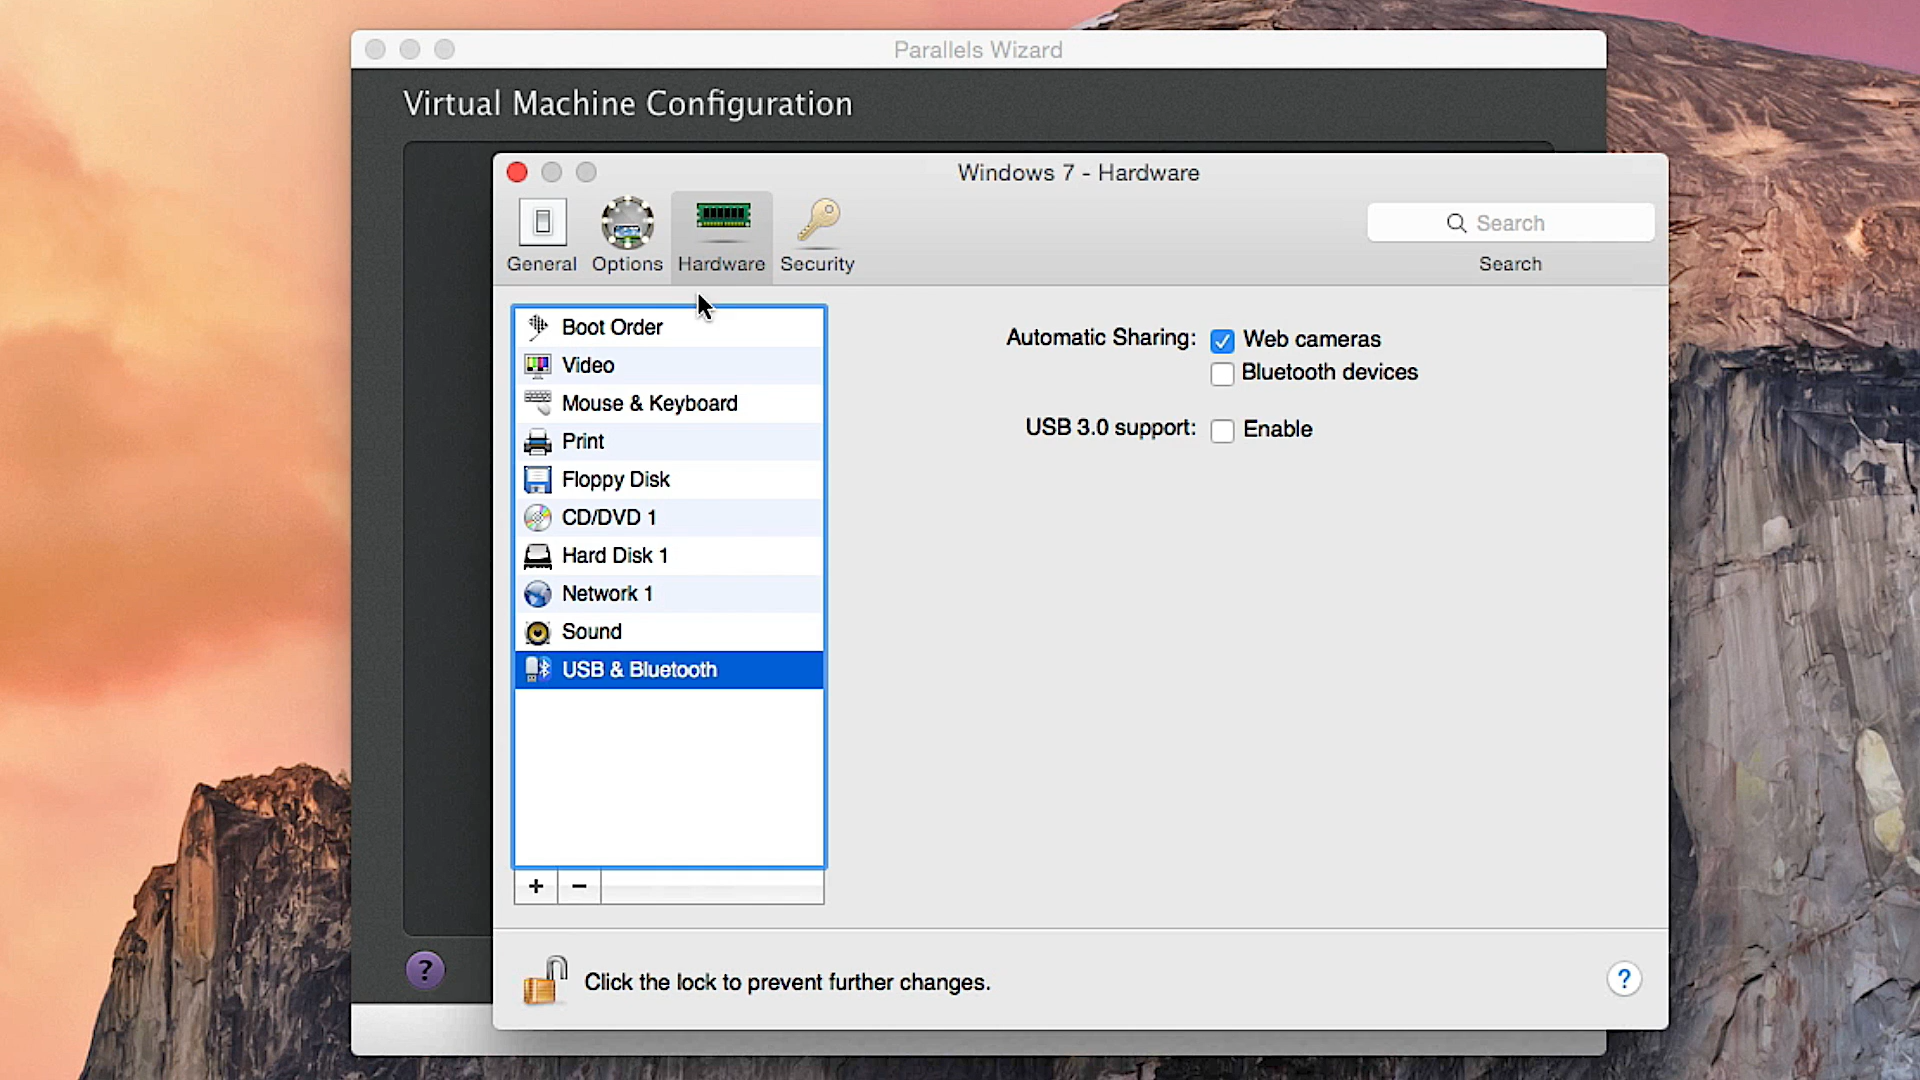 Parallels Wizard
Virtual Machine Configuration
Windows 7 - Hardware
General Options Hardware Security
Search
Search
Boot Order
Video
Mouse & Keyboard
Print
Floppy Disk
CD/DVD 1
Hard Disk 1
Network 1
Sound
USB & Bluetooth
+ −
Automatic Sharing: Web cameras
Bluetooth devices
USB 3.0 support: Enable
?
Click the lock to prevent further changes.
?